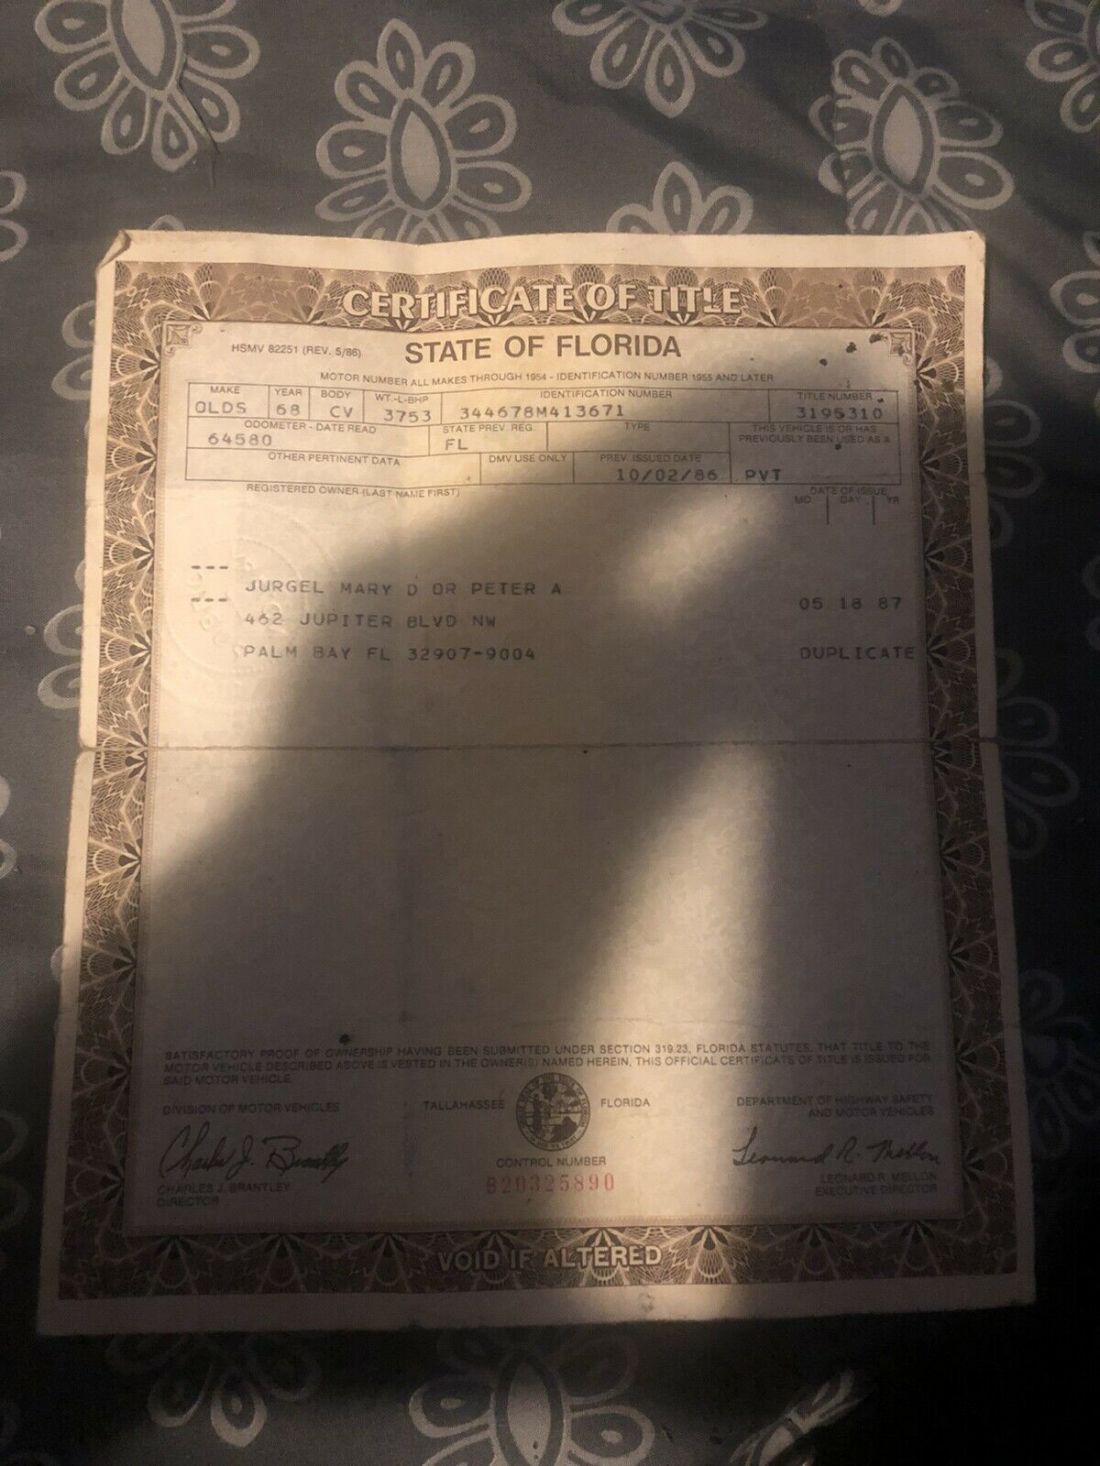 CERTIFICATE OF TITLE
HSMV 82251 (REV. 5/86)
STATE OF FLORIDA
MOTOR NUMBER ALL MAKES THROUGH 1954 - IDENTIFICATION NUMBER 1955 AND LATER
MAKE YEAR BODY WT.-L-BHP IDENTIFICATION NUMBER TITLE NUMBER
OLDS 68 CV 3753 344678M413671 3195310
ODOMETER - DATE READ STATE PREV. REG. TYPE THIS VEHICLE IS OR HAS
PREVIOUSLY BEEN USED AS A
64580 FL
OTHER PERTINENT DATA DMV USE ONLY PREV. ISSUED DATE
10/02/86 PVT
REGISTERED OWNER (LAST NAME FIRST) DATE OF ISSUE
MO DAY YR
JURGEL MARY D OR PETER A
462 JUPITER BLVD NW 05 18 87
PALM BAY FL 32907-9004 DUPLICATE
SATISFACTORY PROOF OF OWNERSHIP HAVING BEEN SUBMITTED UNDER SECTION 319.23, FLORIDA STATUTES, THAT TITLE TO THE
MOTOR VEHICLE DESCRIBED ABOVE IS VESTED IN THE OWNER(S) NAMED HEREIN, THIS OFFICIAL CERTIFICATE OF TITLE IS ISSUED FOR
SAID MOTOR VEHICLE.
DIVISION OF MOTOR VEHICLES TALLAHASSEE FLORIDA DEPARTMENT OF HIGHWAY SAFETY
AND MOTOR VEHICLES
Charles J. Brantley Leonard R. Mellon
CHARLES J. BRANTLEY
DIRECTOR
CONTROL NUMBER
B20325890
LEONARD R. MELLON
EXECUTIVE DIRECTOR
VOID IF ALTERED